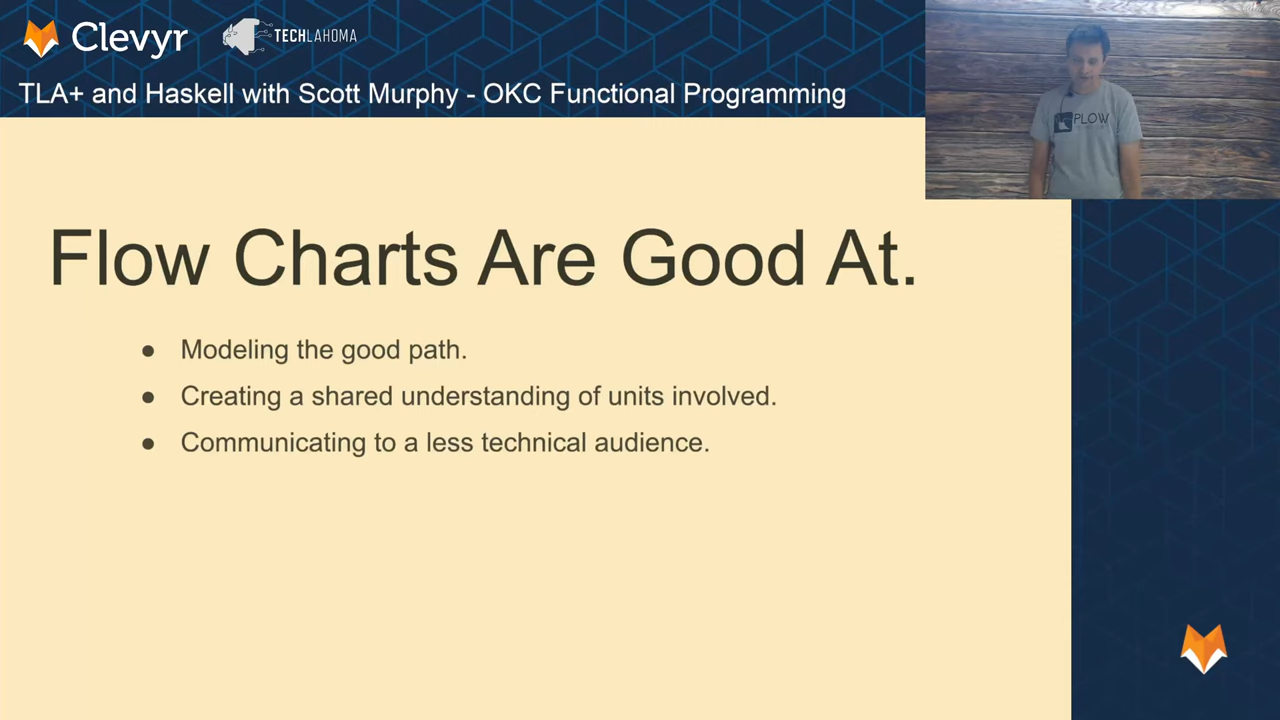 Clevyr
TECHLAHOMA
TLA+ and Haskell with Scott Murphy - OKC Functional Programming
PLOW
Flow Charts Are Good At.
● Modeling the good path.
● Creating a shared understanding of units involved.
● Communicating to a less technical audience.